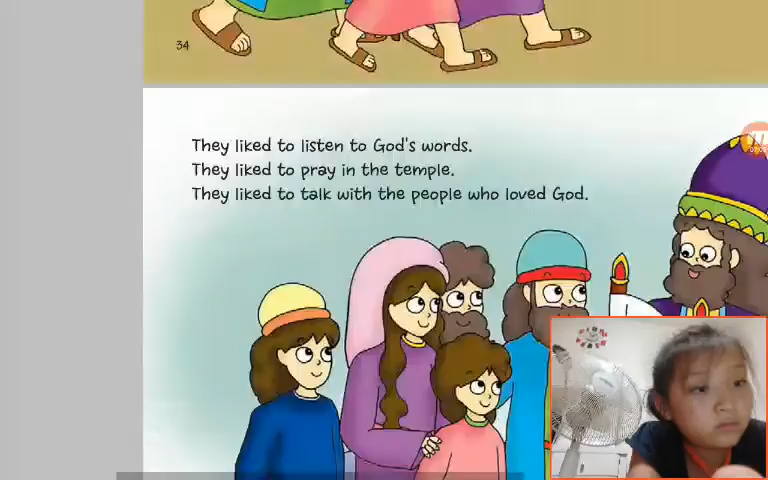 34
They liked to listen to God's words.
They liked to pray in the temple.
They liked to talk with the people who loved God.